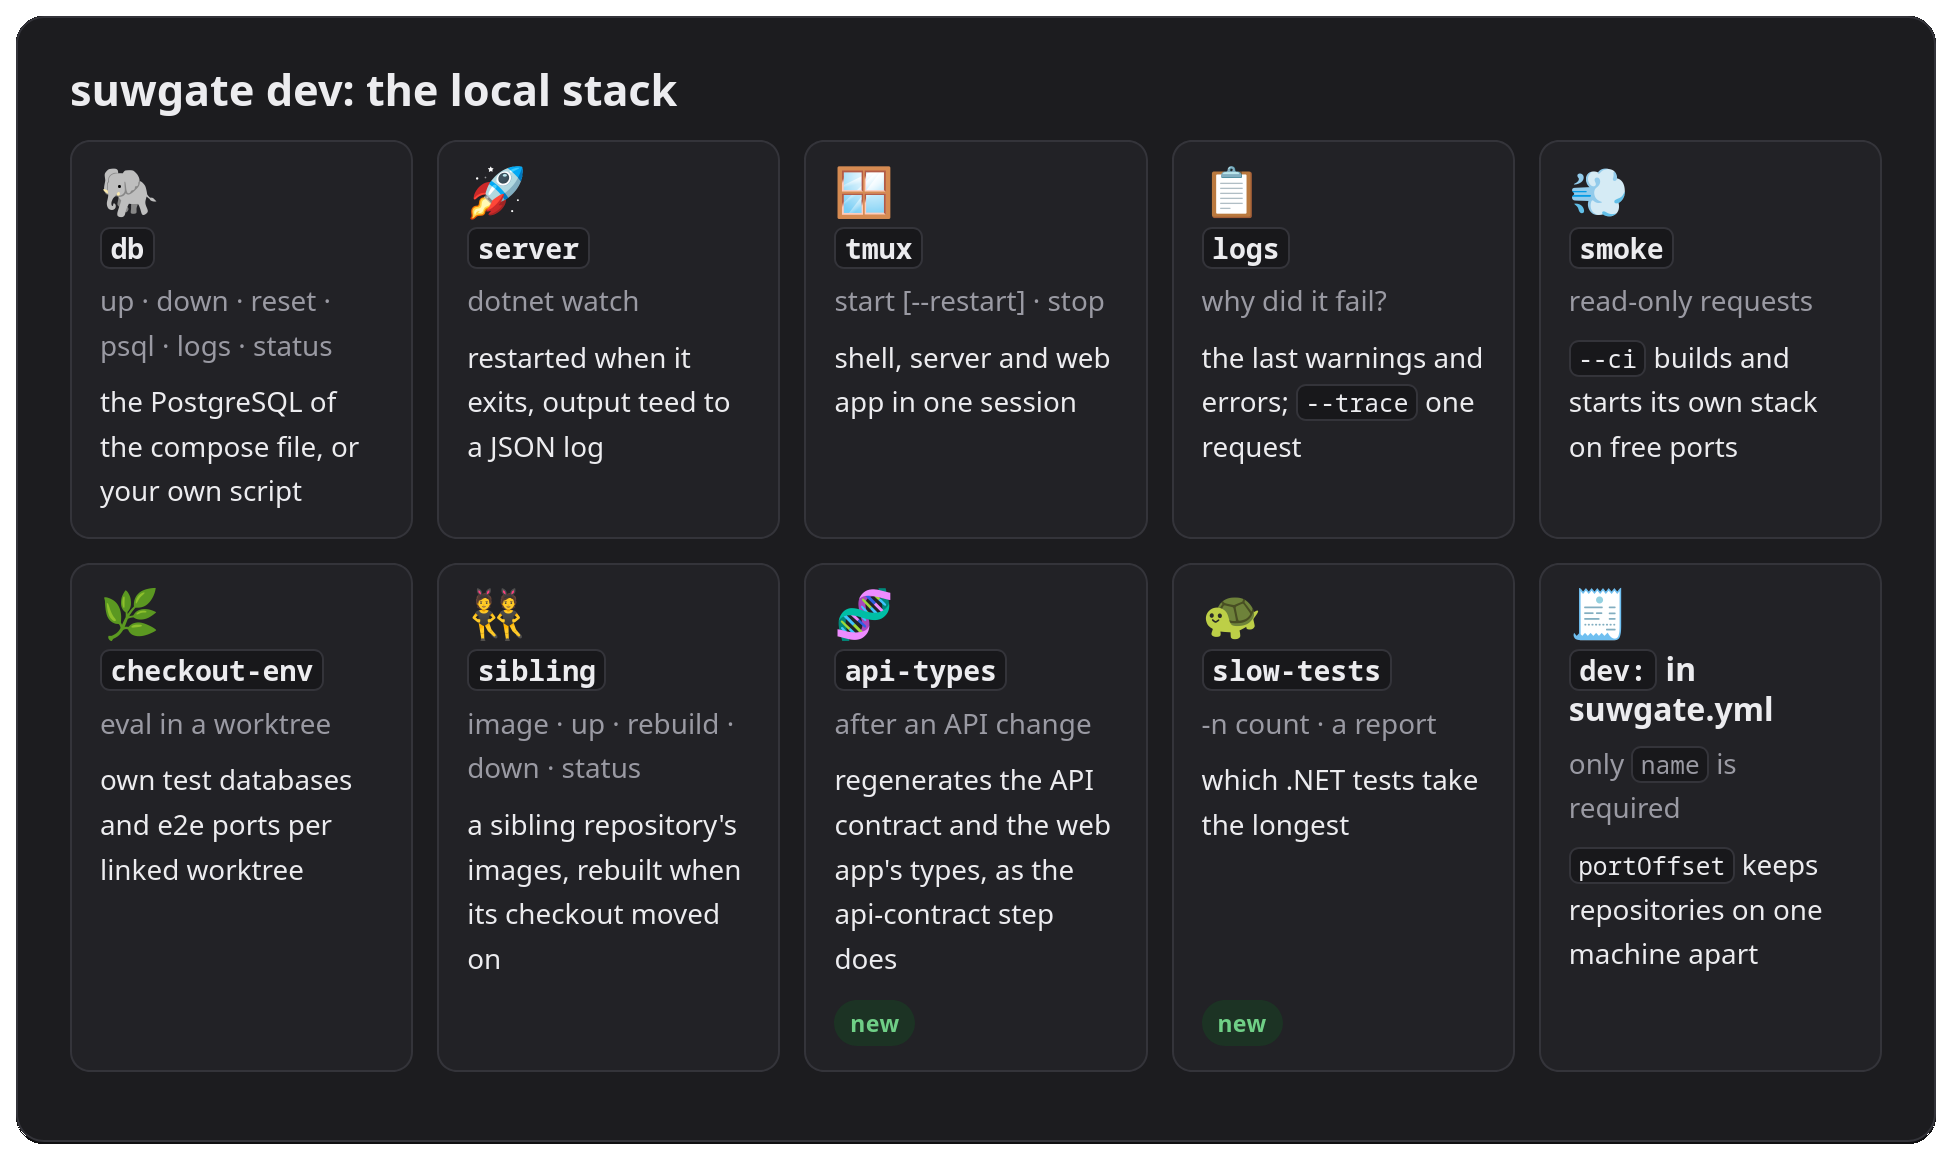 suwgate dev: the local stack
db
up · down · reset ·
psql · logs · status
the PostgreSQL of
the compose file, or
your own script
server
dotnet watch
restarted when it
exits, output teed to
a JSON log
tmux
start [--restart] · stop
shell, server and web
app in one session
logs
why did it fail?
the last warnings and
errors; --trace one
request
smoke
read-only requests
--ci builds and
starts its own stack
on free ports
checkout-env
eval in a worktree
own test databases
and e2e ports per
linked worktree
sibling
image · up · rebuild ·
down · status
a sibling repository's
images, rebuilt when
its checkout moved
on
api-types
after an API change
regenerates the API
contract and the web
app's types, as the
api-contract step
does
new
slow-tests
-n count · a report
which .NET tests take
the longest
new
dev: in
suwgate.yml
only name is
required
portOffset keeps
repositories on one
machine apart